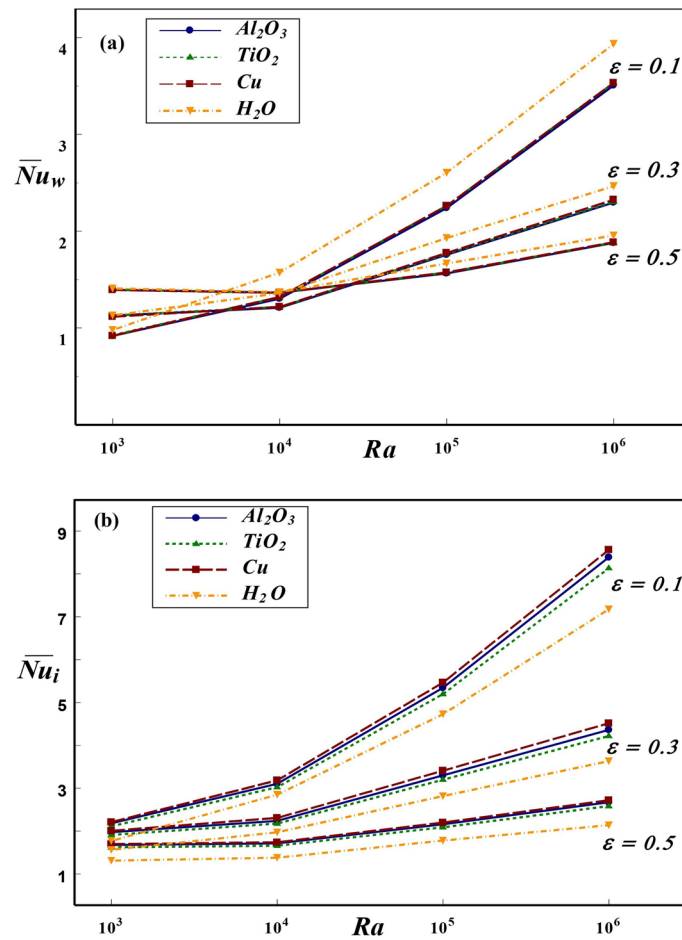 (a)
Al₂O₃
TiO₂
Cu
H₂O
4
3
2
1
N̅u̅_w
ε = 0.1
ε = 0.3
ε = 0.5
10³ 10⁴ Ra 10⁵ 10⁶
(b)
Al₂O₃
TiO₂
Cu
H₂O
9
7
5
3
1
N̅u̅_i
ε = 0.1
ε = 0.3
ε = 0.5
10³ 10⁴ Ra 10⁵ 10⁶